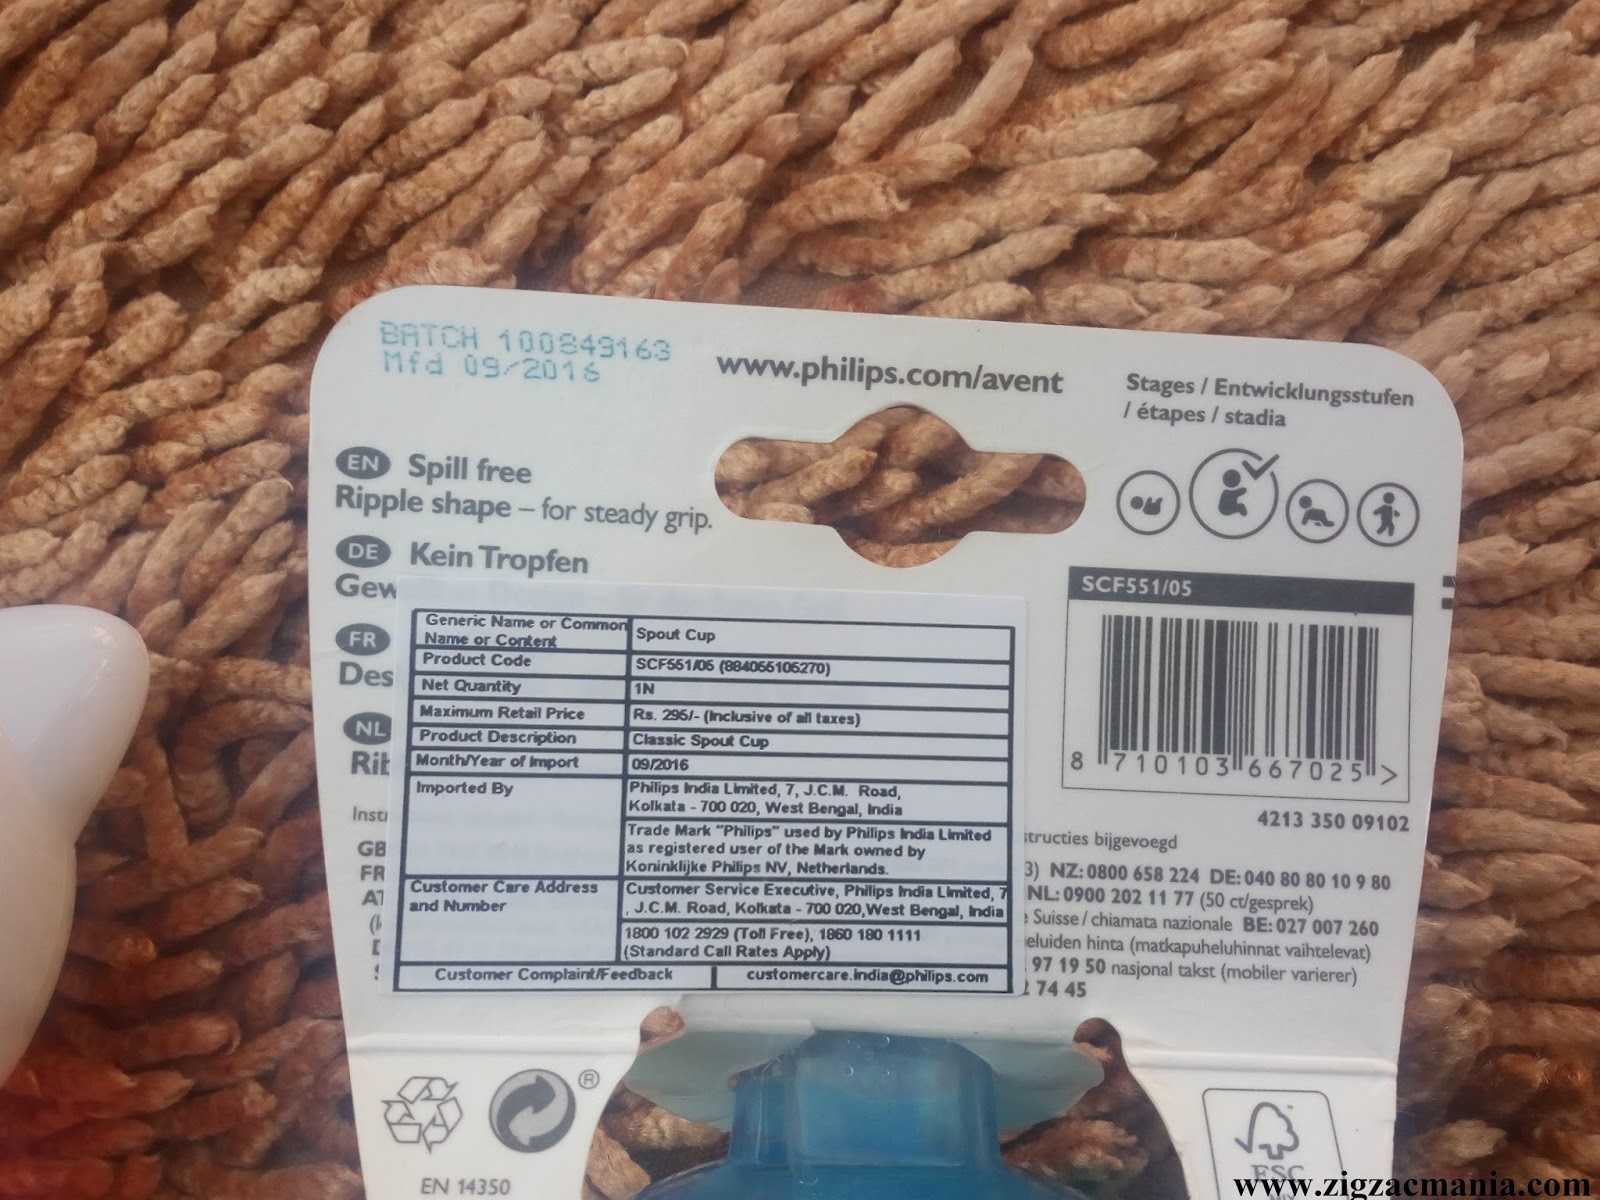 BATCH 100849163
Mfd 09/2016
www.philips.com/avent
Stages / Entwicklungsstufen
/ étapes / stadia
EN Spill free
Ripple shape – for steady grip.
DE Kein Tropfen
Gew
FR
Des
NL
SCF551/05
8 710103 667025 >
4213 350 09102
Generic Name or Common Name or Content Spout Cup
Product Code SCF551/05 (884055105270)
Net Quantity 1N
Maximum Retail Price Rs. 295/- (Inclusive of all taxes)
Product Description Classic Spout Cup
Month/Year of Import 09/2016
Imported By Philips India Limited, 7, J.C.M. Road,
Kolkata - 700 020, West Bengal, India
Trade Mark "Philips" used by Philips India Limited
as registered user of the Mark owned by
Koninklijke Philips NV, Netherlands.
Customer Care Address and Number Customer Service Executive, Philips India Limited, 7
, J.C.M. Road, Kolkata - 700 020,West Bengal, India
1800 102 2929 (Toll Free), 1860 180 1111
(Standard Call Rates Apply)
Customer Complaint/Feedback customercare.india@philips.com
Inst
GB
FR
structies bijgevoegd
3) NZ: 0800 658 224 DE: 040 80 80 10 9 80
NL: 0900 202 11 77 (50 ct/gesprek)
Suisse / chiamata nazionale BE: 027 007 260
eluiden hinta (matkapuheluhinnat vaihtelevat)
97 19 50 nasjonal takst (mobiler varierer)
2 74 45
®
EN 14350
FSC
www.zigzacmania.com